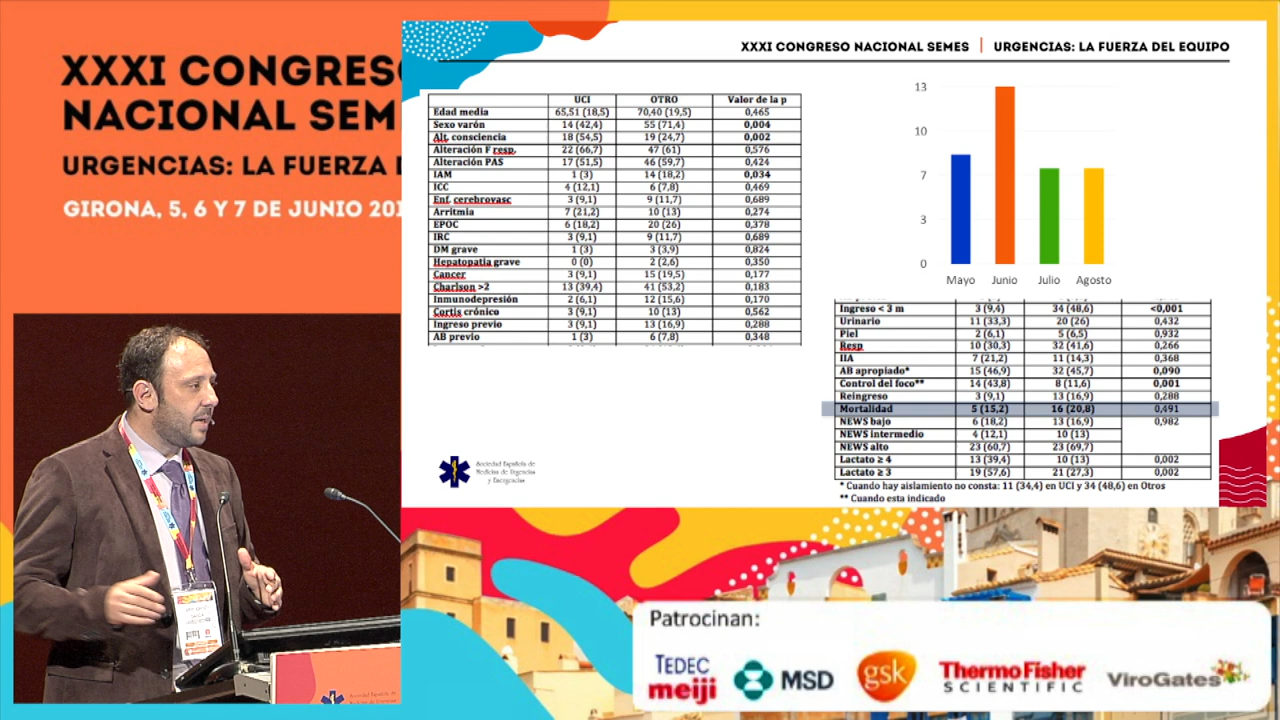 XXXI CONGRESO
NACIONAL SEM
URGENCIAS: LA FUERZA
GIRONA, 5, 6 Y 7 DE JUNIO 201
XXXI CONGRESO NACIONAL SEMES | URGENCIAS: LA FUERZA DEL EQUIPO
UCI OTRO Valor de la p
Edad media 65,51 (18,5) 70,40 (19,5) 0,465
Sexo varón 14 (42,4) 55 (71,4) 0,004
Alt. consciencia 18 (54,5) 19 (24,7) 0,002
Alteración F resp. 22 (66,7) 47 (61) 0,576
Alteración PAS 17 (51,5) 46 (59,7) 0,424
IAM 1 (3) 14 (18,2) 0,034
ICC 4 (12,1) 6 (7,8) 0,469
Enf. cerebrovasc 3 (9,1) 9 (11,7) 0,689
Arritmia 7 (21,2) 10 (13) 0,274
EPOC 6 (18,2) 20 (26) 0,378
IRC 3 (9,1) 9 (11,7) 0,689
DM grave 1 (3) 3 (3,9) 0,824
Hepatopatia grave 0 (0) 2 (2,6) 0,350
Cancer 3 (9,1) 15 (19,5) 0,177
Charlson >2 13 (39,4) 41 (53,2) 0,183
Inmunodepresión 2 (6,1) 12 (15,6) 0,170
Cortis crónico 3 (9,1) 10 (13) 0,562
Ingreso previo 3 (9,1) 13 (16,9) 0,288
AB previo 1 (3) 6 (7,8) 0,348
13
10
7
3
0
Mayo Junio Julio Agosto
Ingreso < 3 m 3 (9,4) 34 (48,6) <0,001
Urinario 11 (33,3) 20 (26) 0,432
Piel 2 (6,1) 5 (6,5) 0,932
Resp 10 (30,3) 32 (41,6) 0,266
IIA 7 (21,2) 11 (14,3) 0,368
AB apropiado* 15 (46,9) 32 (45,7) 0,090
Control del foco** 14 (43,8) 8 (11,6) 0,001
Reingreso 3 (9,1) 13 (16,9) 0,288
Mortalidad 5 (15,2) 16 (20,8) 0,491
NEWS bajo 6 (18,2) 13 (16,9) 0,982
NEWS intermedio 4 (12,1) 10 (13)
NEWS alto 23 (60,7) 23 (69,7)
Lactato ≥ 4 13 (39,4) 10 (13) 0,002
Lactato ≥ 3 19 (57,6) 21 (27,3) 0,002
* Cuando hay aislamiento no consta: 11 (34,4) en UCI y 34 (48,6) en Otros
** Cuando esta indicado
Sociedad Española de
Medicina de Urgencias
y Emergencias
Patrocinan:
TEDEC
meiji
MSD
gsk
ThermoFisher
SCIENTIFIC
ViroGates